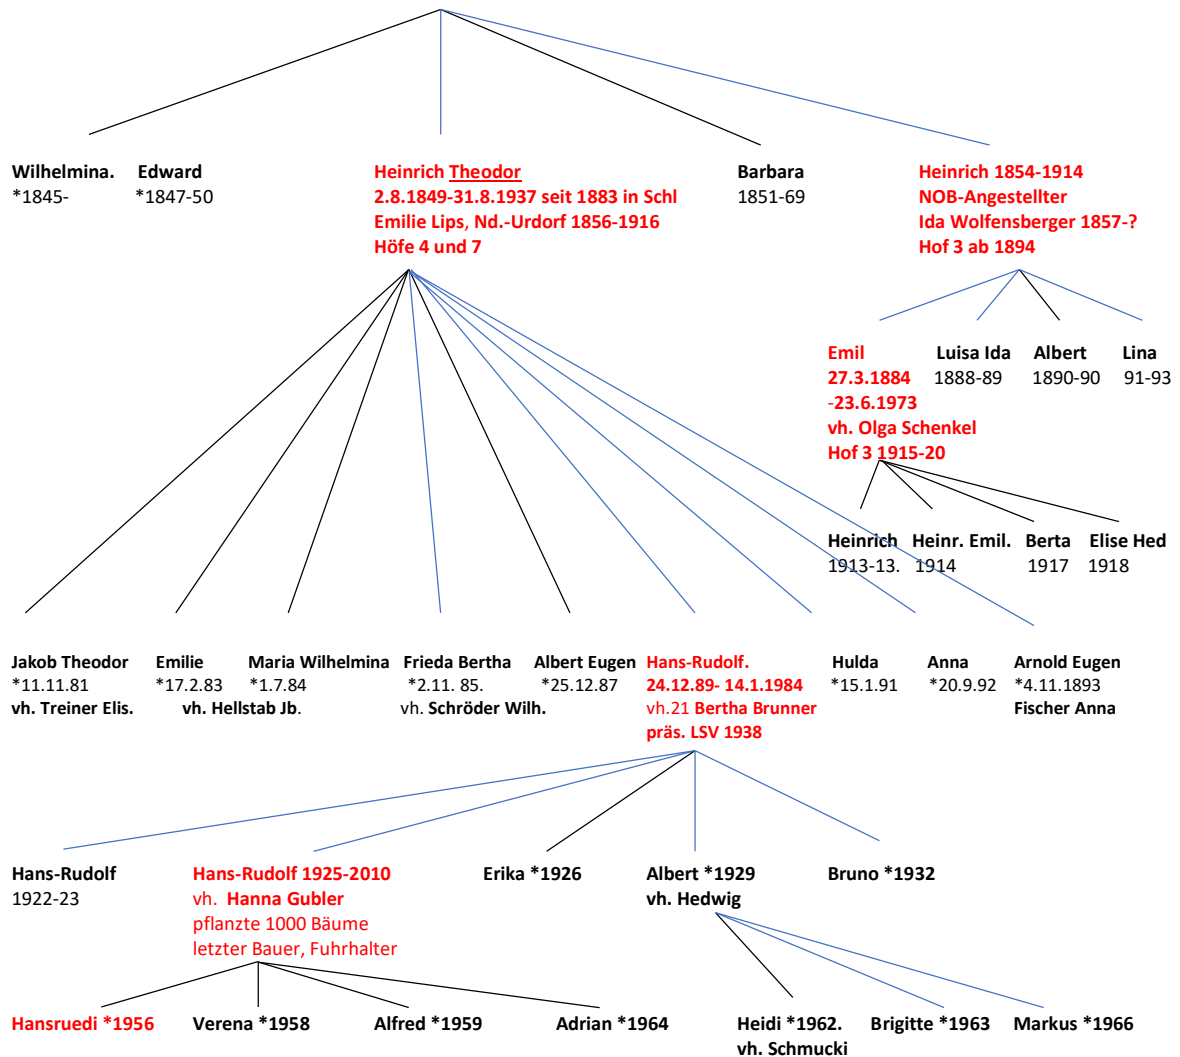 Wilhelmina.
*1845-
Edward
*1847-50
Heinrich Theodor
2.8.1849-31.8.1937 seit 1883 in Schl
Emilie Lips, Nd.-Urdorf 1856-1916
Höfe 4 und 7
Barbara
1851-69
Heinrich 1854-1914
NOB-Angestellter
Ida Wolfensberger 1857-?
Hof 3 ab 1894
Emil
27.3.1884
-23.6.1973
vh. Olga Schenkel
Hof 3 1915-20
Luisa Ida
1888-89
Albert
1890-90
Lina
91-93
Heinrich
1913-13.
Heinr. Emil.
1914
Berta
1917
Elise Hed
1918
Jakob Theodor
*11.11.81
vh. Treiner Elis.
Emilie
*17.2.83
vh. Hellstab Jb.
Maria Wilhelmina
*1.7.84
Frieda Bertha
*2.11. 85.
vh. Schröder Wilh.
Albert Eugen
*25.12.87
Hans-Rudolf.
24.12.89- 14.1.1984
vh.21 Bertha Brunner
präs. LSV 1938
Hulda
*15.1.91
Anna
*20.9.92
Arnold Eugen
*4.11.1893
Fischer Anna
Hans-Rudolf
1922-23
Hans-Rudolf 1925-2010
vh. Hanna Gubler
pflanzte 1000 Bäume
letzter Bauer, Fuhrhalter
Erika *1926
Albert *1929
vh. Hedwig
Bruno *1932
Hansruedi *1956
Verena *1958
Alfred *1959
Adrian *1964
Heidi *1962.
vh. Schmucki
Brigitte *1963
Markus *1966